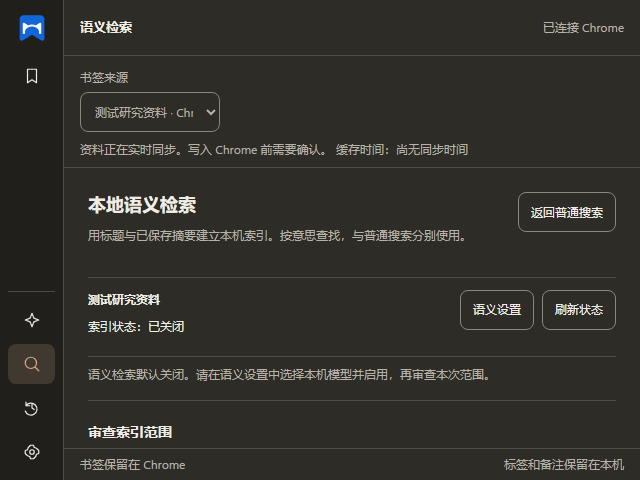 语义检索
已连接 Chrome
书签来源
测试研究资料 · Chr
资料正在实时同步。写入 Chrome 前需要确认。 缓存时间：尚无同步时间
本地语义检索
返回普通搜索
用标题与已保存摘要建立本机索引。按意思查找，与普通搜索分别使用。
测试研究资料
语义设置
刷新状态
索引状态：已关闭
语义检索默认关闭。请在语义设置中选择本机模型并启用，再审查本次范围。
审查索引范围
书签保留在 Chrome
标签和备注保留在本机